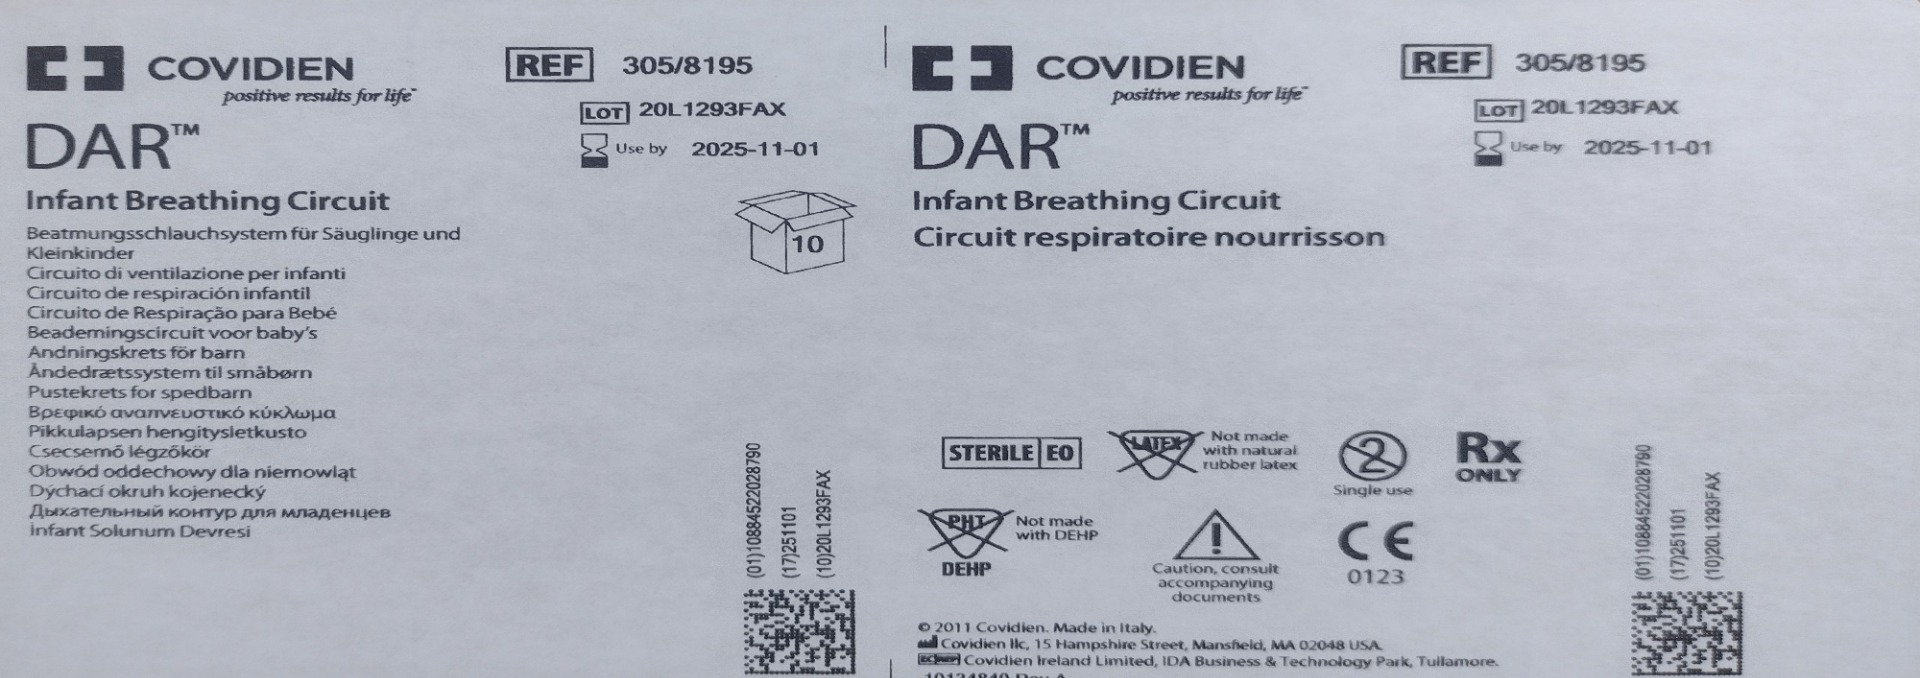 COVIDIEN
positive results for life™
REF 305/8195
LOT 20L1293FAX
Use by 2025-11-01
DAR™
Infant Breathing Circuit
Beatmungsschlauchsystem für Säuglinge und
Kleinkinder
Circuito di ventilazione per infanti
Circuito de respiración infantil
Circuito de Respiração para Bebé
Beademingscircuit voor baby's
Andningskrets för barn
Åndedrætssystem til småbørn
Pustekrets for spedbarn
Βρεφικό αναπνευστικό κύκλωμα
Pikkulapsen hengitysletkusto
Csecsemő légzőkör
Obwód oddechowy dla niemowląt
Dýchací okruh kojenecký
Дыхательный контур для младенцев
İnfant Solunum Devresi
10
(01)10884522028790
(17)251101
(10)20L1293FAX
COVIDIEN
positive results for life™
REF 305/8195
LOT 20L1293FAX
Use by 2025-11-01
DAR™
Infant Breathing Circuit
Circuit respiratoire nourrisson
STERILE EO
LATEX
Not made
with natural
rubber latex
2
Single use
Rx
ONLY
PHT
DEHP
Not made
with DEHP
!
Caution, consult
accompanying
documents
CE
0123
(01)10884522028790
(17)251101
(10)20L1293FAX
© 2011 Covidien. Made in Italy.
Covidien llc, 15 Hampshire Street, Mansfield, MA 02048 USA.
Covidien Ireland Limited, IDA Business & Technology Park, Tullamore.